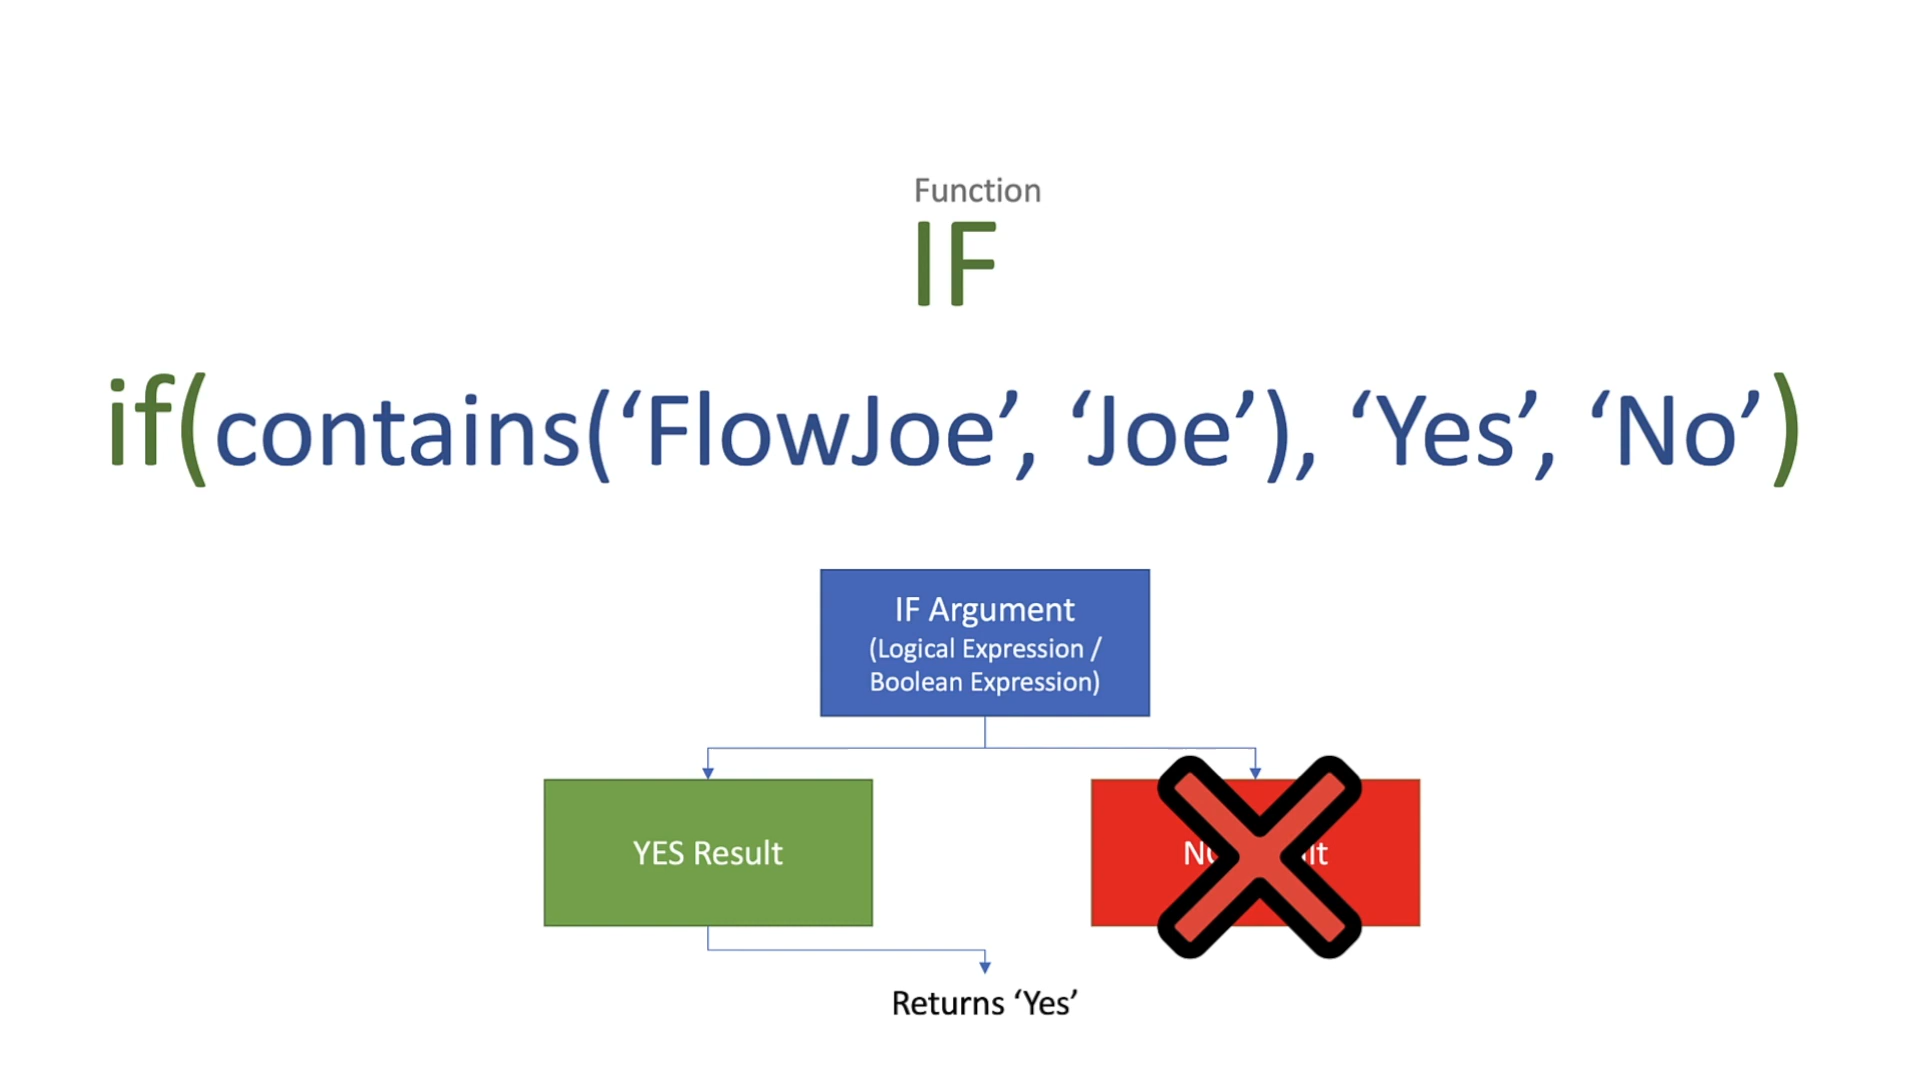 Function
IF
if(contains(‘FlowJoe’, ‘Joe’), ‘Yes’, ‘No’)
IF Argument
(Logical Expression /
Boolean Expression)
YES Result
Returns ‘Yes’